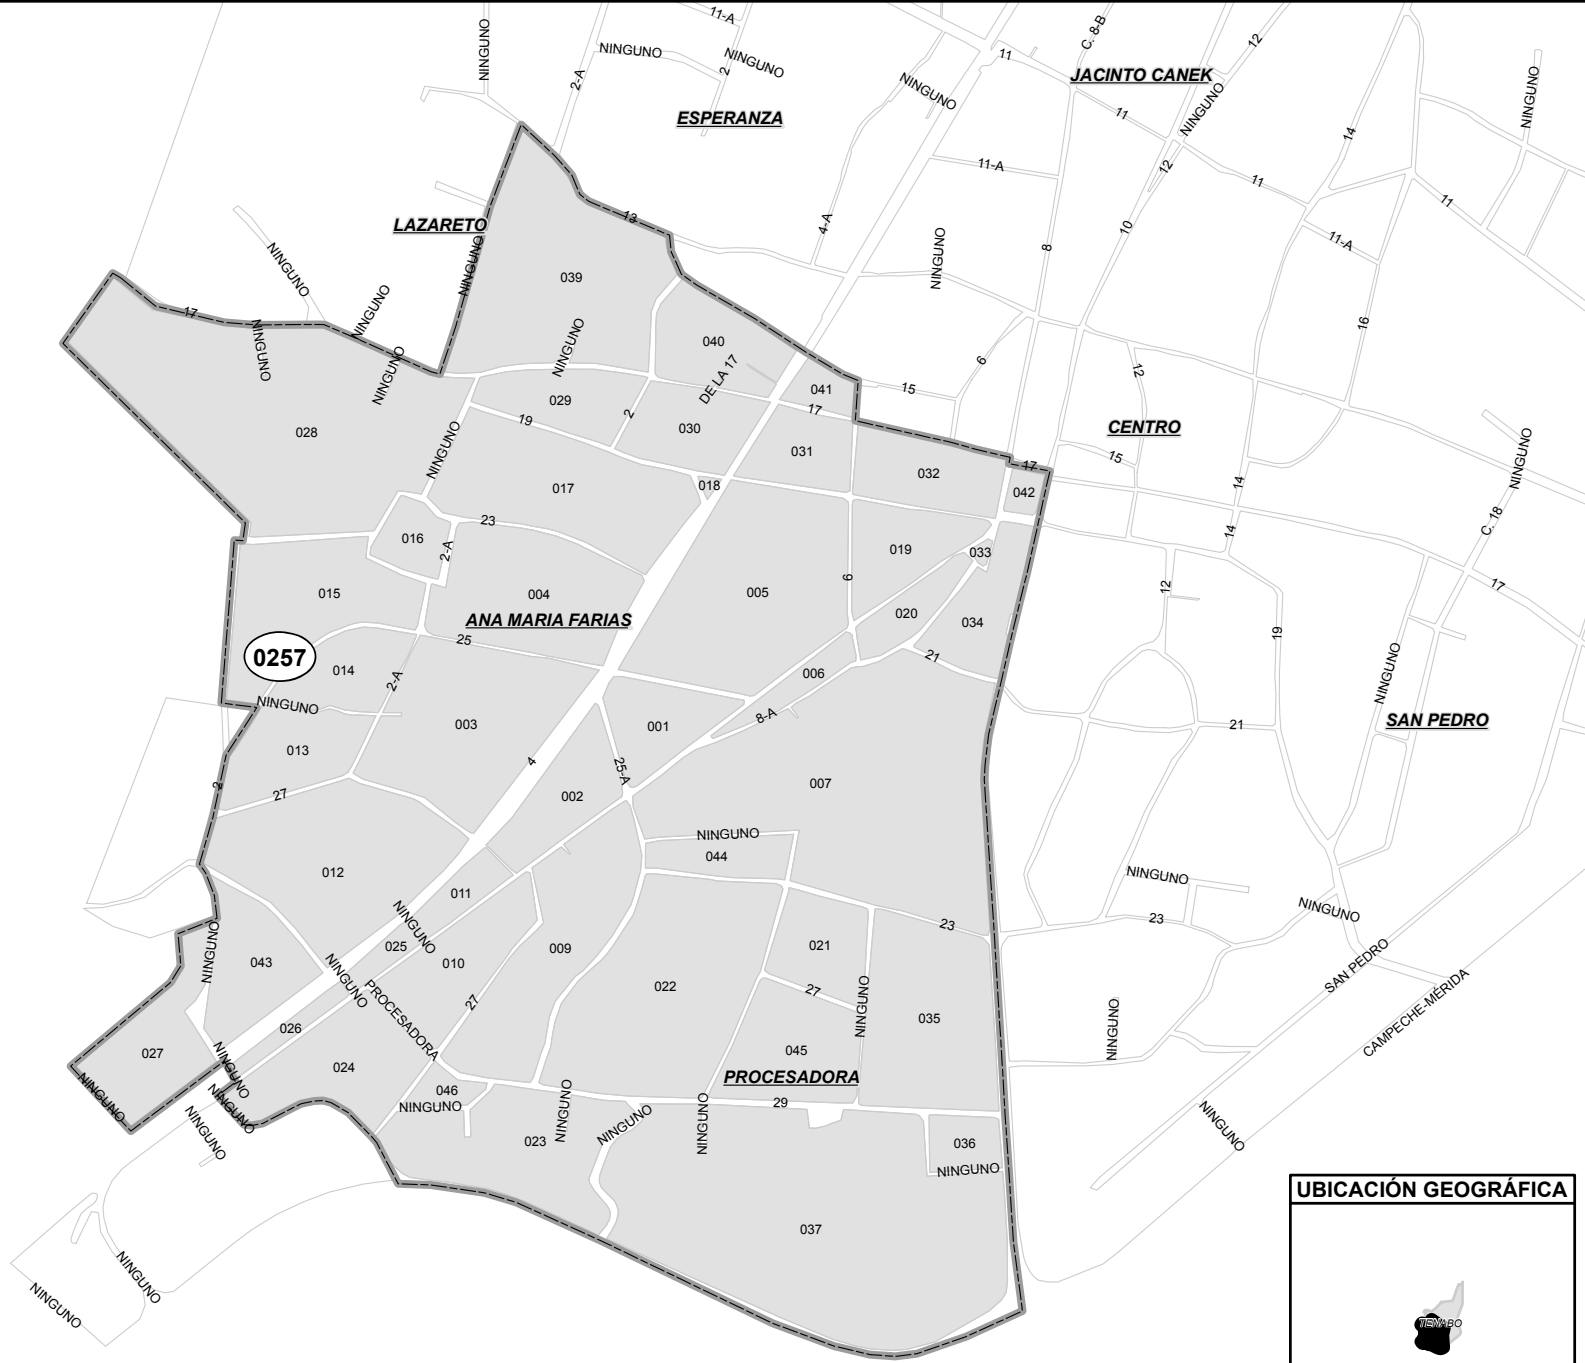 11-A
NINGUNO
2-A
NINGUNO
NINGUNO
2
ESPERANZA
C. 8-B
11
JACINTO CANEK
12
NINGUNO
NINGUNO
11
14
NINGUNO
11-A
12
11
11
LAZARETO
13
4-A
NINGUNO
8
10
11-A
NINGUNO
NINGUNO
039
16
17
NINGUNO
NINGUNO
NINGUNO
NINGUNO
040
DE LA 17
6
15
12
041
17
029
2
19
030
028
NINGUNO
031
CENTRO
15
NINGUNO
032
17
14
042
017
018
C. 18
23
016
2-A
019
033
14
17
015
004
005
6
12
020
034
19
ANA MARIA FARIAS
25
0257
014
2-A
006
21
NINGUNO
NINGUNO
003
001
8-A
SAN PEDRO
21
013
4
25-A
2
27
002
007
NINGUNO
044
012
NINGUNO
011
NINGUNO
23
23
NINGUNO
025
009
021
NINGUNO
043
010
NINGUNO
PROCESADORA
27
022
27
NINGUNO
SAN PEDRO
CAMPECHE-MÉRIDA
026
035
NINGUNO
027
NINGUNO
024
045
PROCESADORA
046
NINGUNO
NINGUNO
NINGUNO
NINGUNO
29
NINGUNO
NINGUNO
NINGUNO
NINGUNO
023
036
NINGUNO
NINGUNO
UBICACIÓN GEOGRÁFICA
037
NINGUNO
NINGUNO
TENABO